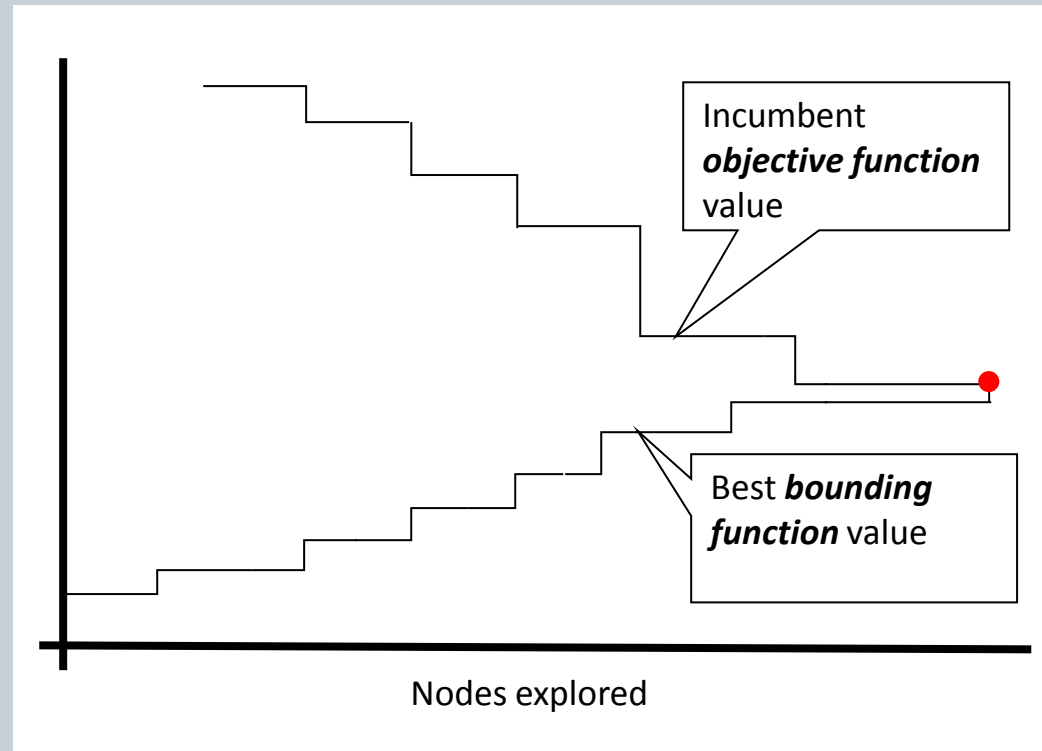 Incumbent
objective function
value
Best bounding
function value
Nodes explored